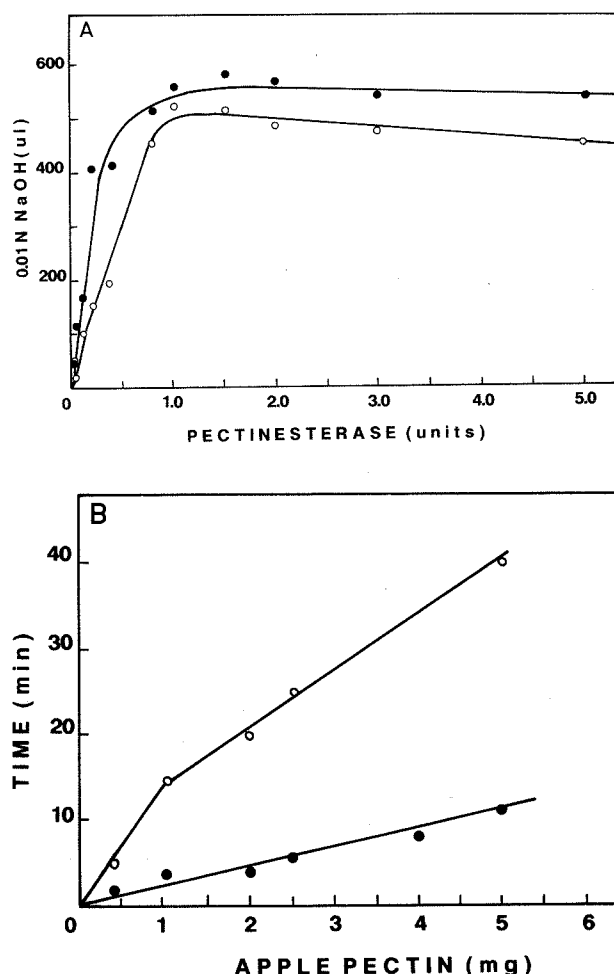 A
600
400
200
0
0.01N NaOH(ul)
1.0 2.0 3.0 4.0 5.0
PECTINESTERASE (units)
B
40
30
20
10
TIME (min)
0 1 2 3 4 5 6
APPLE PECTIN (mg)